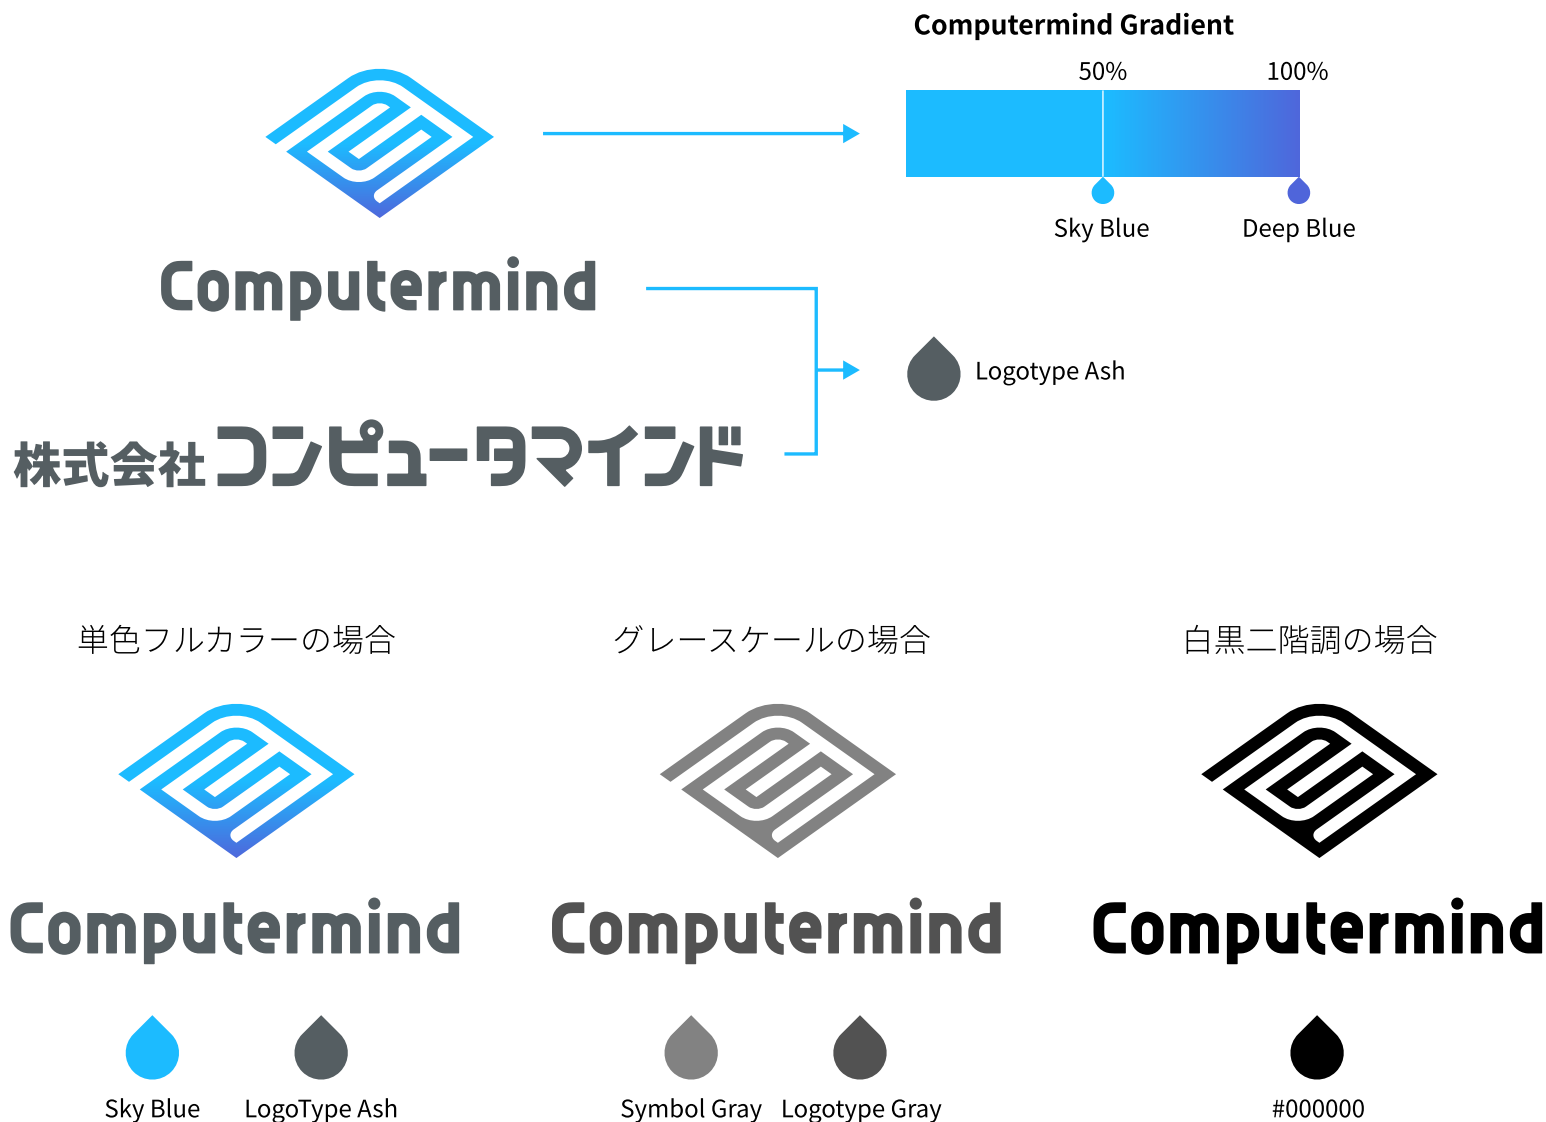 Computermind Gradient
50% 100%
Sky Blue Deep Blue
Computermind
Logotype Ash
株式会社コンピュータマインド
単色フルカラーの場合
グレースケールの場合
白黒二階調の場合
Computermind
Computermind
Computermind
Sky Blue LogoType Ash
Symbol Gray Logotype Gray
#000000